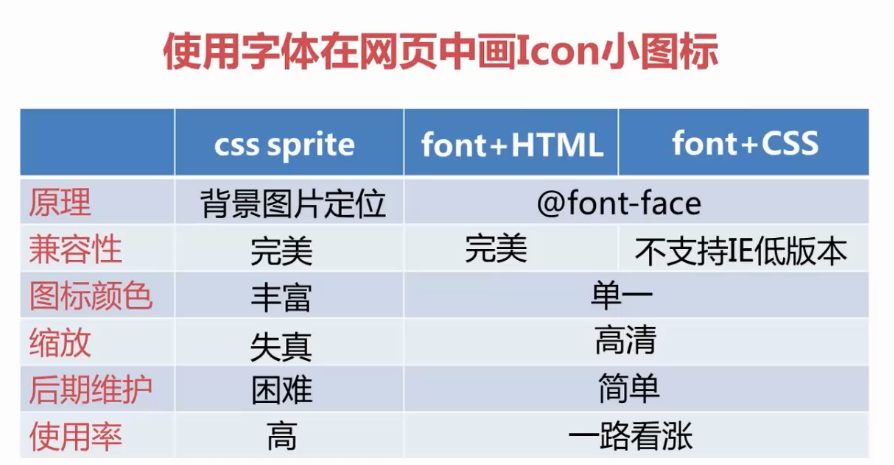 使用字体在网页中画Icon小图标
css sprite font+HTML font+CSS
原理 背景图片定位 @font-face
兼容性 完美 完美 不支持IE低版本
图标颜色 丰富 单一
缩放 失真 高清
后期维护 困难 简单
使用率 高 一路看涨